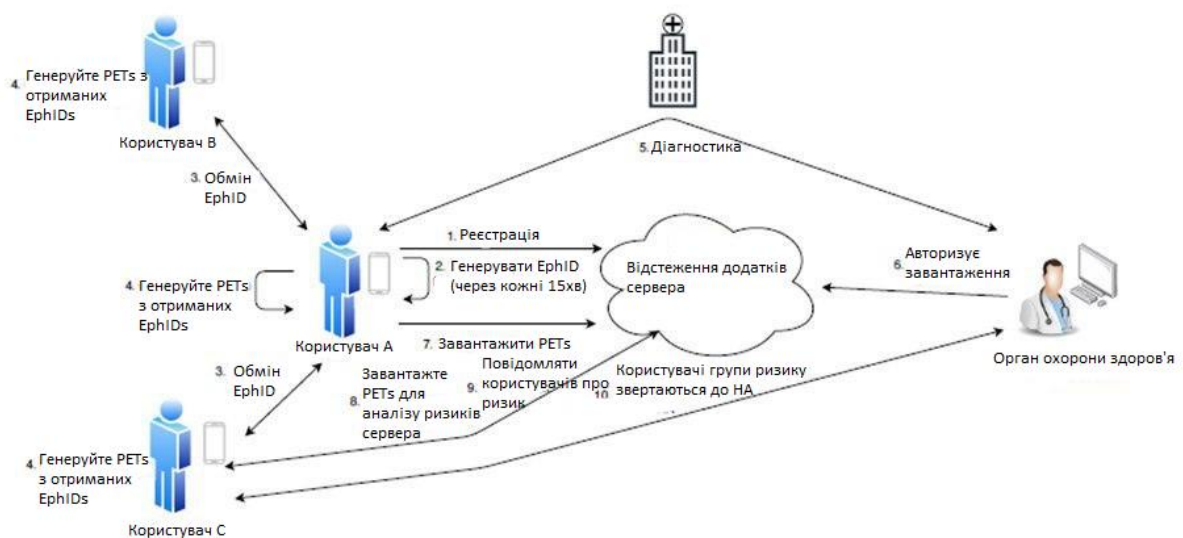 4. Генеруйте PETs з
отриманих
EphIDs
Користувач B
3. Обмін
EphID
5. Діагностика
1. Реєстрація
2. Генерувати EphID
(через кожні 15хв)
Відстеження додатків
сервера
6. Авторизує
завантаження
4. Генеруйте PETs
з отриманих
EphIDs
Користувач A
7. Завантажити PETs
Орган охорони здоров'я
3. Обмін
EphID
8. Завантажте
PETs для
аналізу ризиків
сервера
9. Повідомляти
користувачів про
ризик
10. Користувачі групи ризику
звертаються до НА
4. Генеруйте PETs
з отриманих
EphIDs
Користувач C